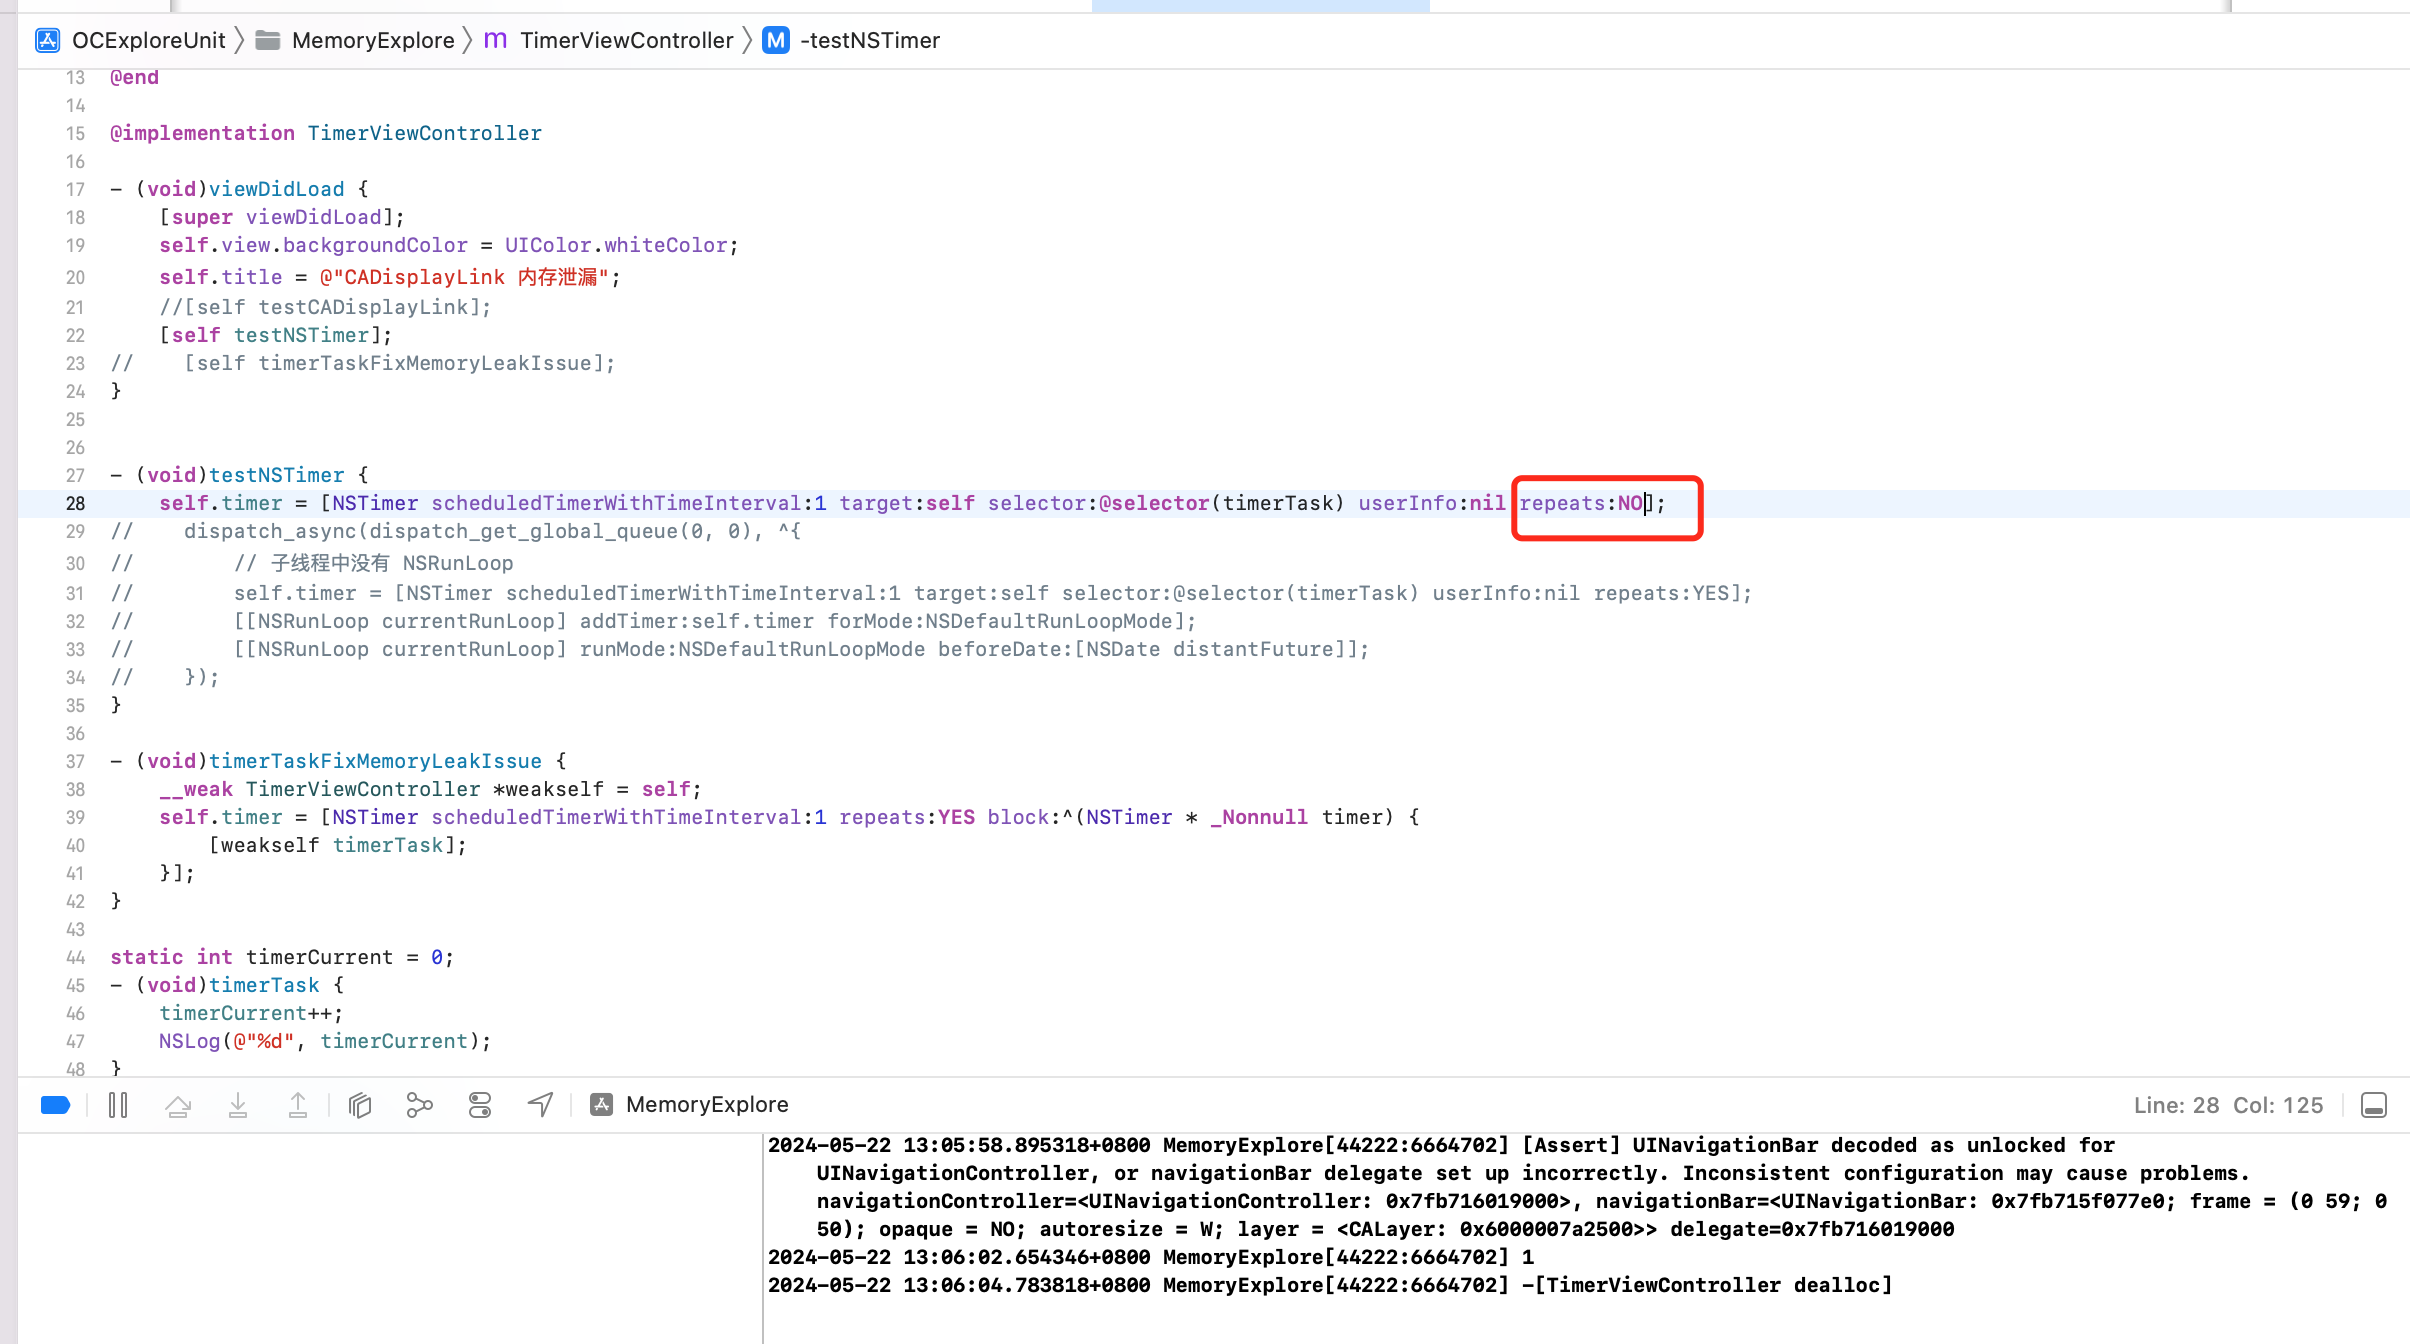 OCExploreUnit 〉 MemoryExplore 〉 m TimerViewController 〉 M -testNSTimer
13 @end
14
15 @implementation TimerViewController
16
17 - (void)viewDidLoad {
18     [super viewDidLoad];
19     self.view.backgroundColor = UIColor.whiteColor;
20     self.title = @"CADisplayLink 内存泄漏";
21     //[self testCADisplayLink];
22     [self testNSTimer];
23 //    [self timerTaskFixMemoryLeakIssue];
24 }
25
26
27 - (void)testNSTimer {
28     self.timer = [NSTimer scheduledTimerWithTimeInterval:1 target:self selector:@selector(timerTask) userInfo:nil repeats:NO];
29 //    dispatch_async(dispatch_get_global_queue(0, 0), ^{
30 //        // 子线程中没有 NSRunLoop
31 //        self.timer = [NSTimer scheduledTimerWithTimeInterval:1 target:self selector:@selector(timerTask) userInfo:nil repeats:YES];
32 //        [[NSRunLoop currentRunLoop] addTimer:self.timer forMode:NSDefaultRunLoopMode];
33 //        [[NSRunLoop currentRunLoop] runMode:NSDefaultRunLoopMode beforeDate:[NSDate distantFuture]];
34 //    });
35 }
36
37 - (void)timerTaskFixMemoryLeakIssue {
38     __weak TimerViewController *weakself = self;
39     self.timer = [NSTimer scheduledTimerWithTimeInterval:1 repeats:YES block:^(NSTimer * _Nonnull timer) {
40         [weakself timerTask];
41     }];
42 }
43
44 static int timerCurrent = 0;
45 - (void)timerTask {
46     timerCurrent++;
47     NSLog(@"%d", timerCurrent);
48 }
MemoryExplore
Line: 28 Col: 125
2024-05-22 13:05:58.895318+0800 MemoryExplore[44222:6664702] [Assert] UINavigationBar decoded as unlocked for
UINavigationController, or navigationBar delegate set up incorrectly. Inconsistent configuration may cause problems.
navigationController=<UINavigationController: 0x7fb716019000>, navigationBar=<UINavigationBar: 0x7fb715f077e0; frame = (0 59; 0
50); opaque = NO; autoresize = W; layer = <CALayer: 0x6000007a2500>> delegate=0x7fb716019000
2024-05-22 13:06:02.654346+0800 MemoryExplore[44222:6664702] 1
2024-05-22 13:06:04.783818+0800 MemoryExplore[44222:6664702] -[TimerViewController dealloc]